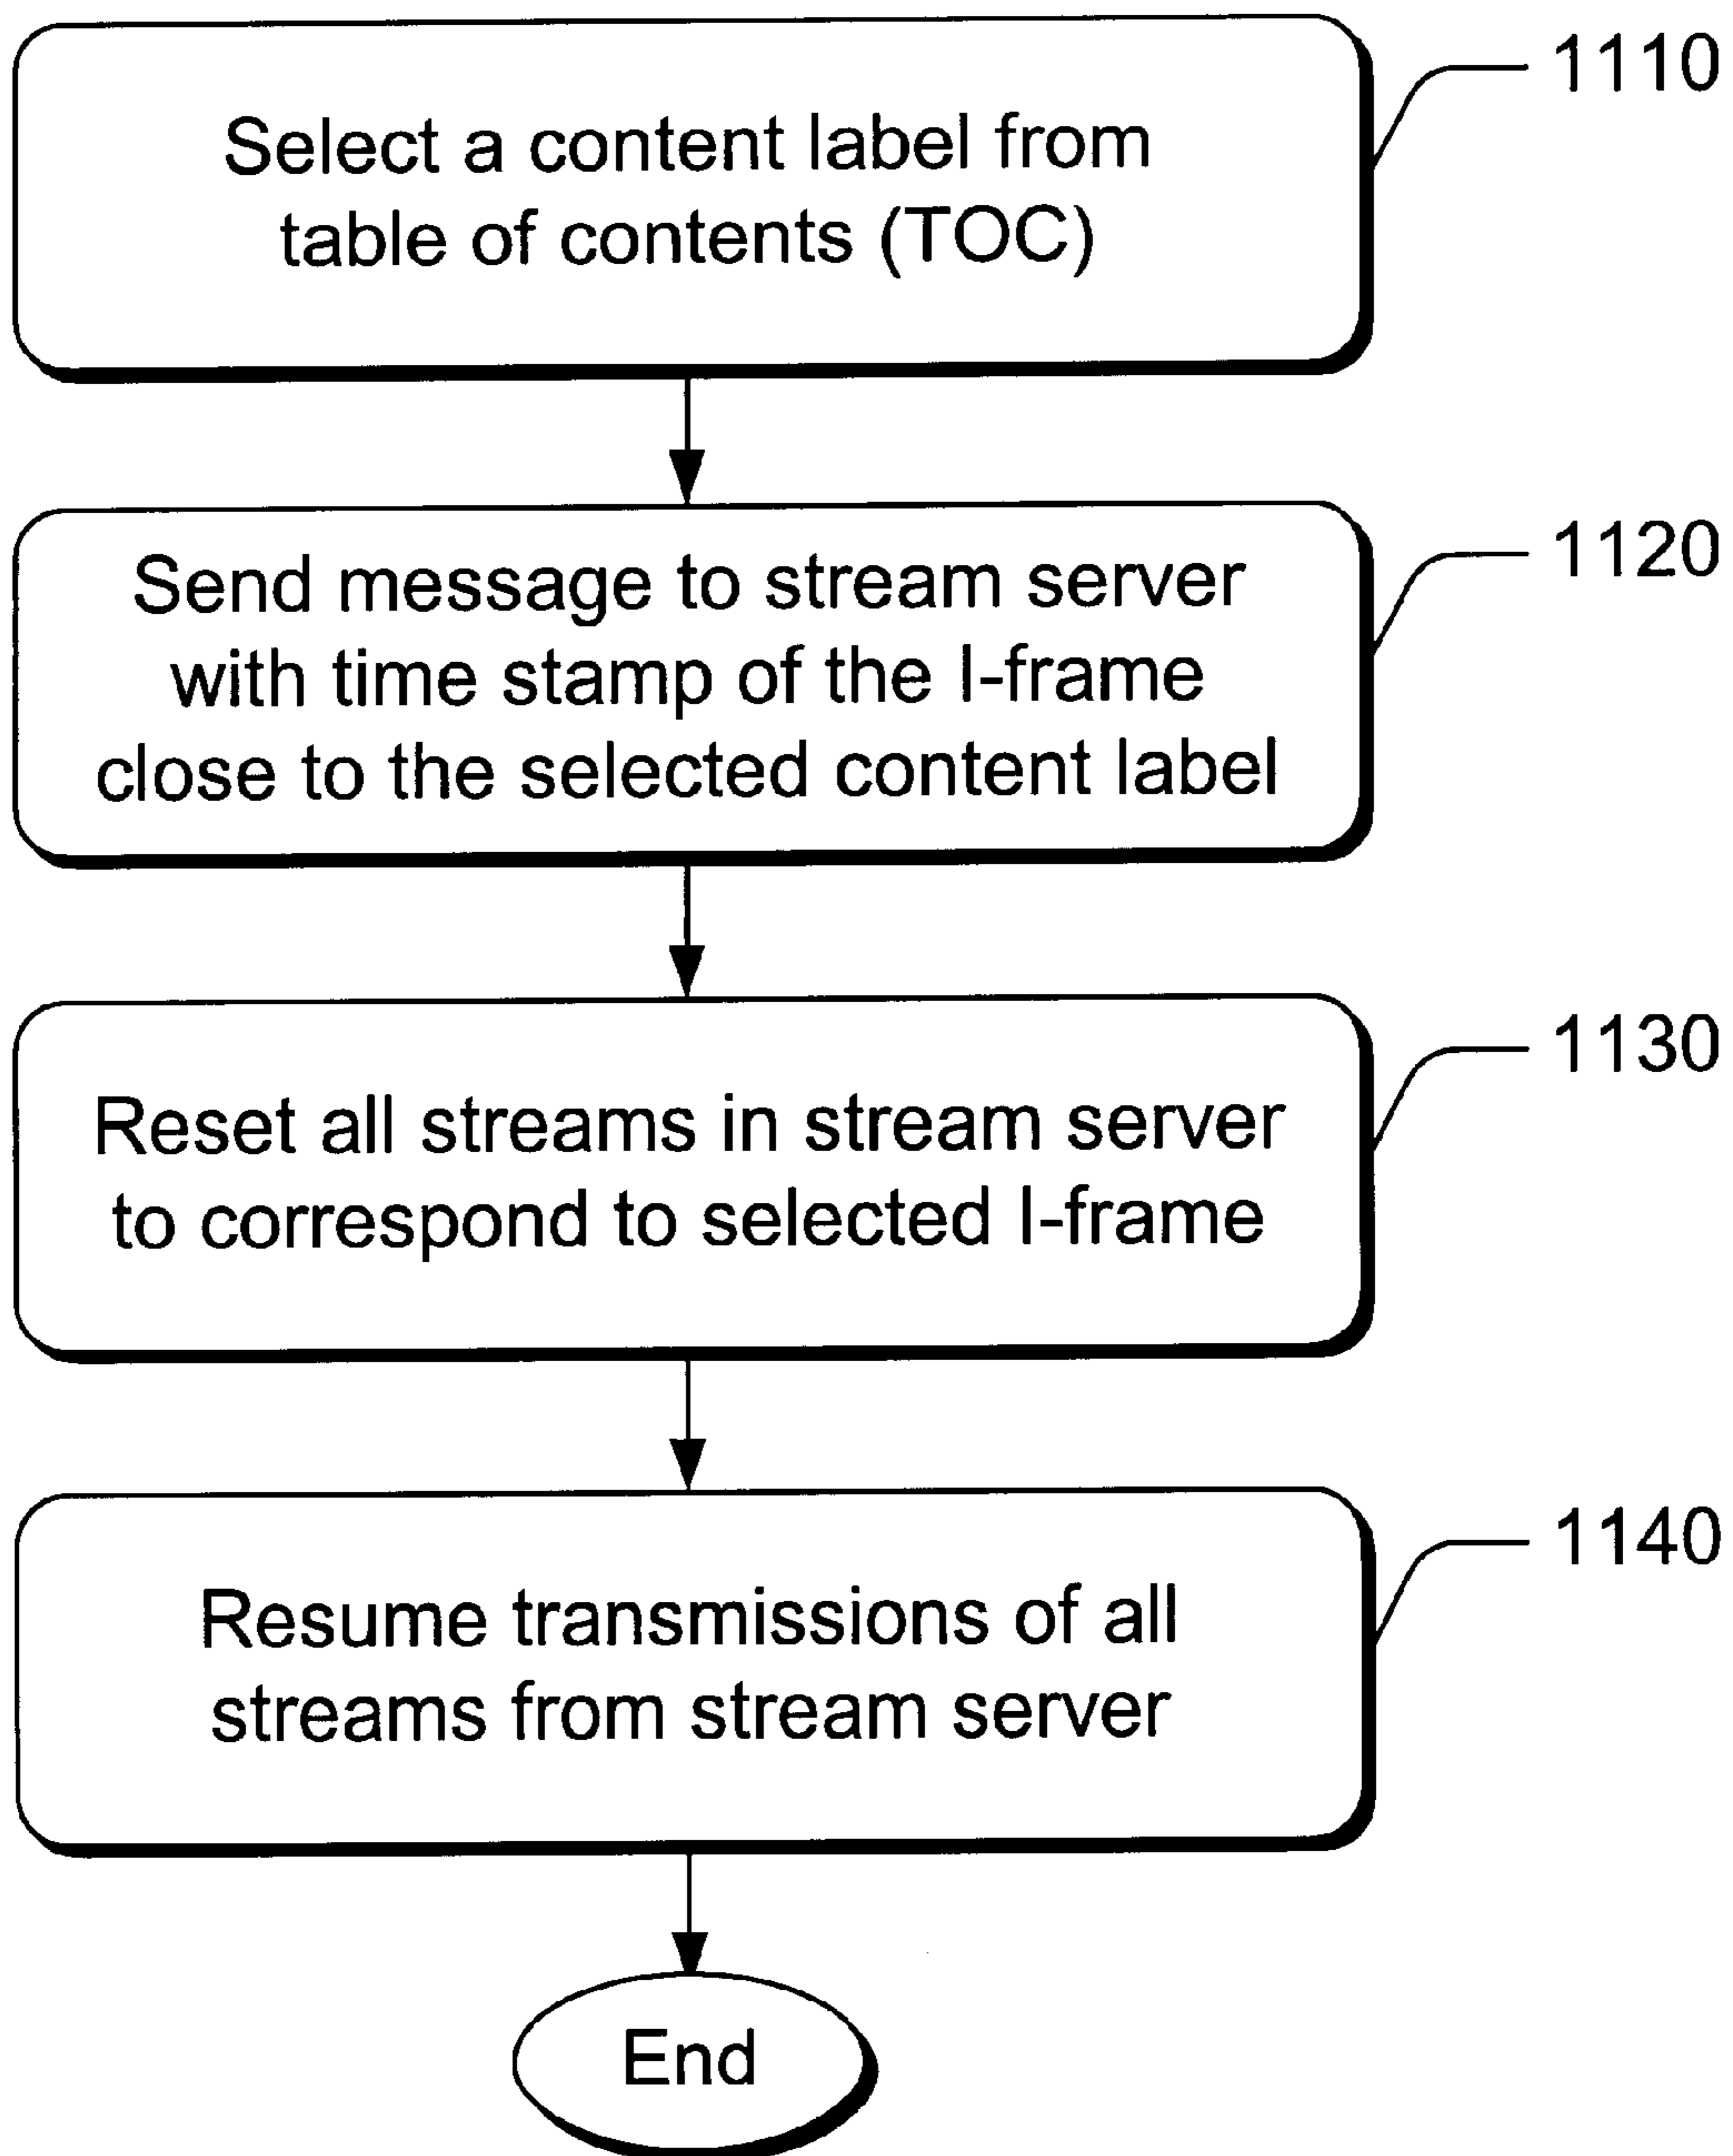 1110
Select a content label from
table of contents (TOC)
1120
Send message to stream server
with time stamp of the I-frame
close to the selected content label
1130
Reset all streams in stream server
to correspond to selected I-frame
1140
Resume transmissions of all
streams from stream server
End